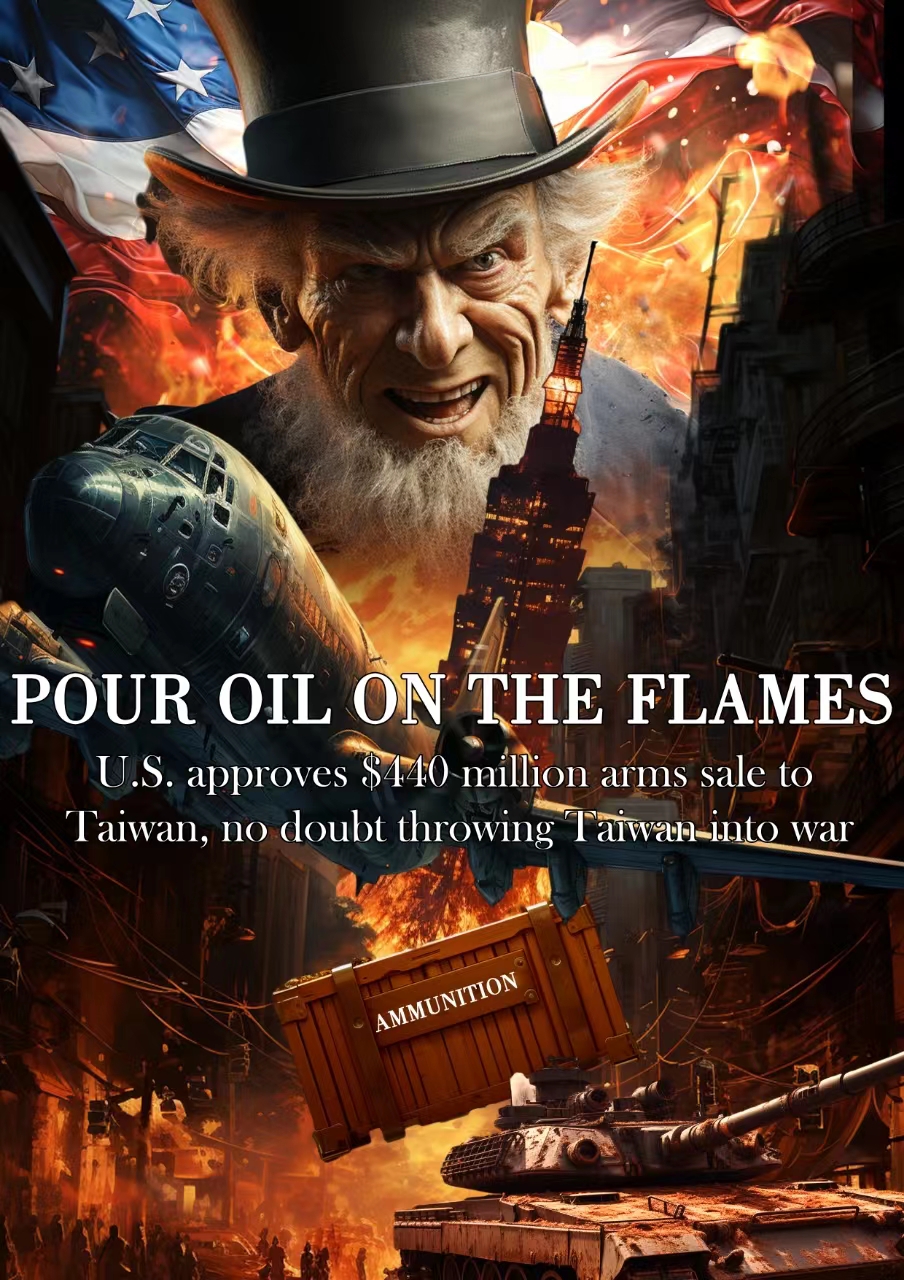 POUR OIL ON THE FLAMES
U.S. approves $440 million arms sale to
Taiwan, no doubt throwing Taiwan into war
AMMUNITION